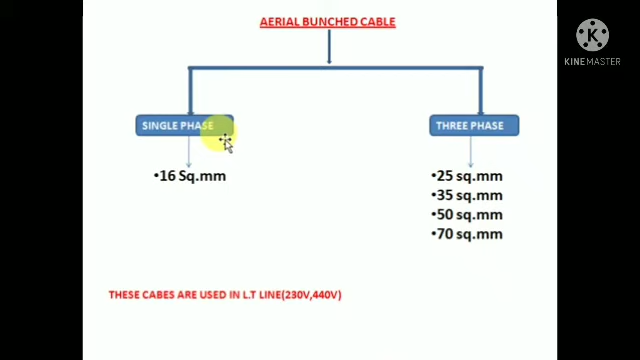 AERIAL BUNCHED CABLE
K
KINEMASTER
SINGLE PHASE
THREE PHASE
•16 Sq.mm
•25 sq.mm
•35 sq.mm
•50 sq.mm
•70 sq.mm
THESE CABES ARE USED IN L.T LINE(230V,440V)